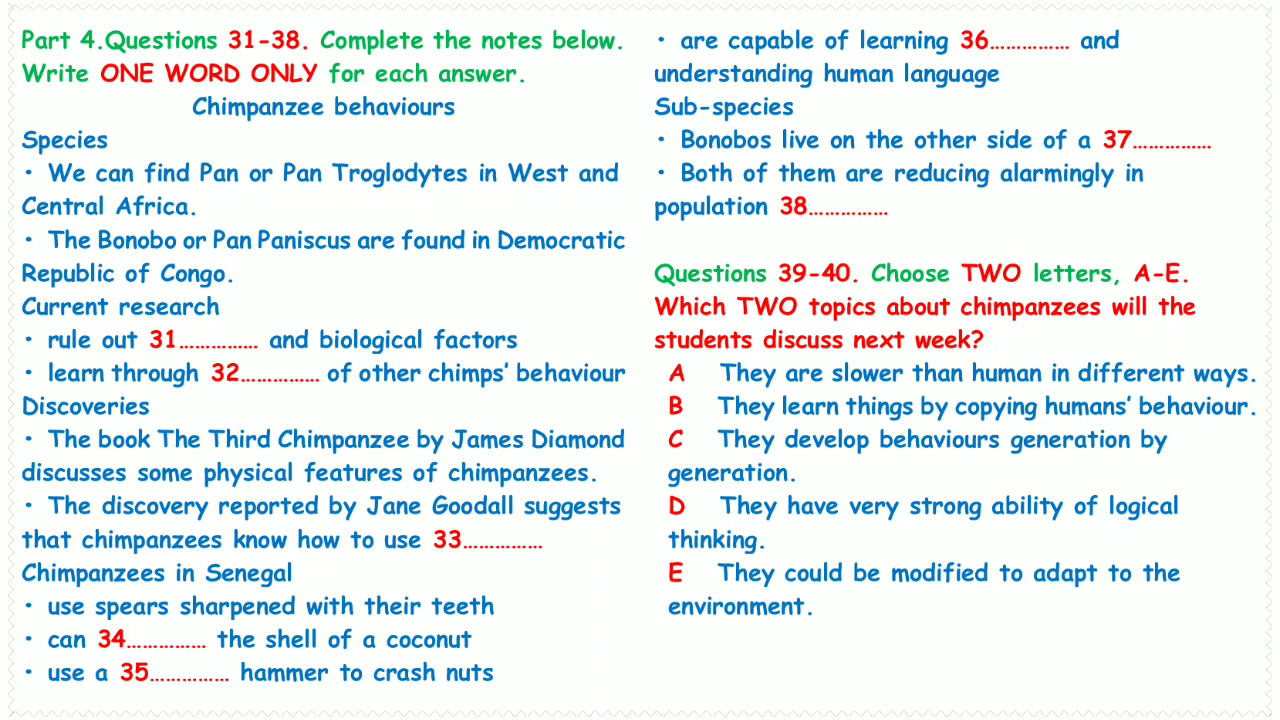 Part 4.Questions 31-38. Complete the notes below.
Write ONE WORD ONLY for each answer.
Chimpanzee behaviours
Species
• We can find Pan or Pan Troglodytes in West and
Central Africa.
• The Bonobo or Pan Paniscus are found in Democratic
Republic of Congo.
Current research
• rule out 31…………… and biological factors
• learn through 32…………… of other chimps’ behaviour
Discoveries
• The book The Third Chimpanzee by James Diamond
discusses some physical features of chimpanzees.
• The discovery reported by Jane Goodall suggests
that chimpanzees know how to use 33……………
Chimpanzees in Senegal
• use spears sharpened with their teeth
• can 34…………… the shell of a coconut
• use a 35…………… hammer to crash nuts
• are capable of learning 36…………… and
understanding human language
Sub-species
• Bonobos live on the other side of a 37……………
• Both of them are reducing alarmingly in
population 38……………
Questions 39-40. Choose TWO letters, A-E.
Which TWO topics about chimpanzees will the
students discuss next week?
A They are slower than human in different ways.
B They learn things by copying humans’ behaviour.
C They develop behaviours generation by
generation.
D They have very strong ability of logical
thinking.
E They could be modified to adapt to the
environment.